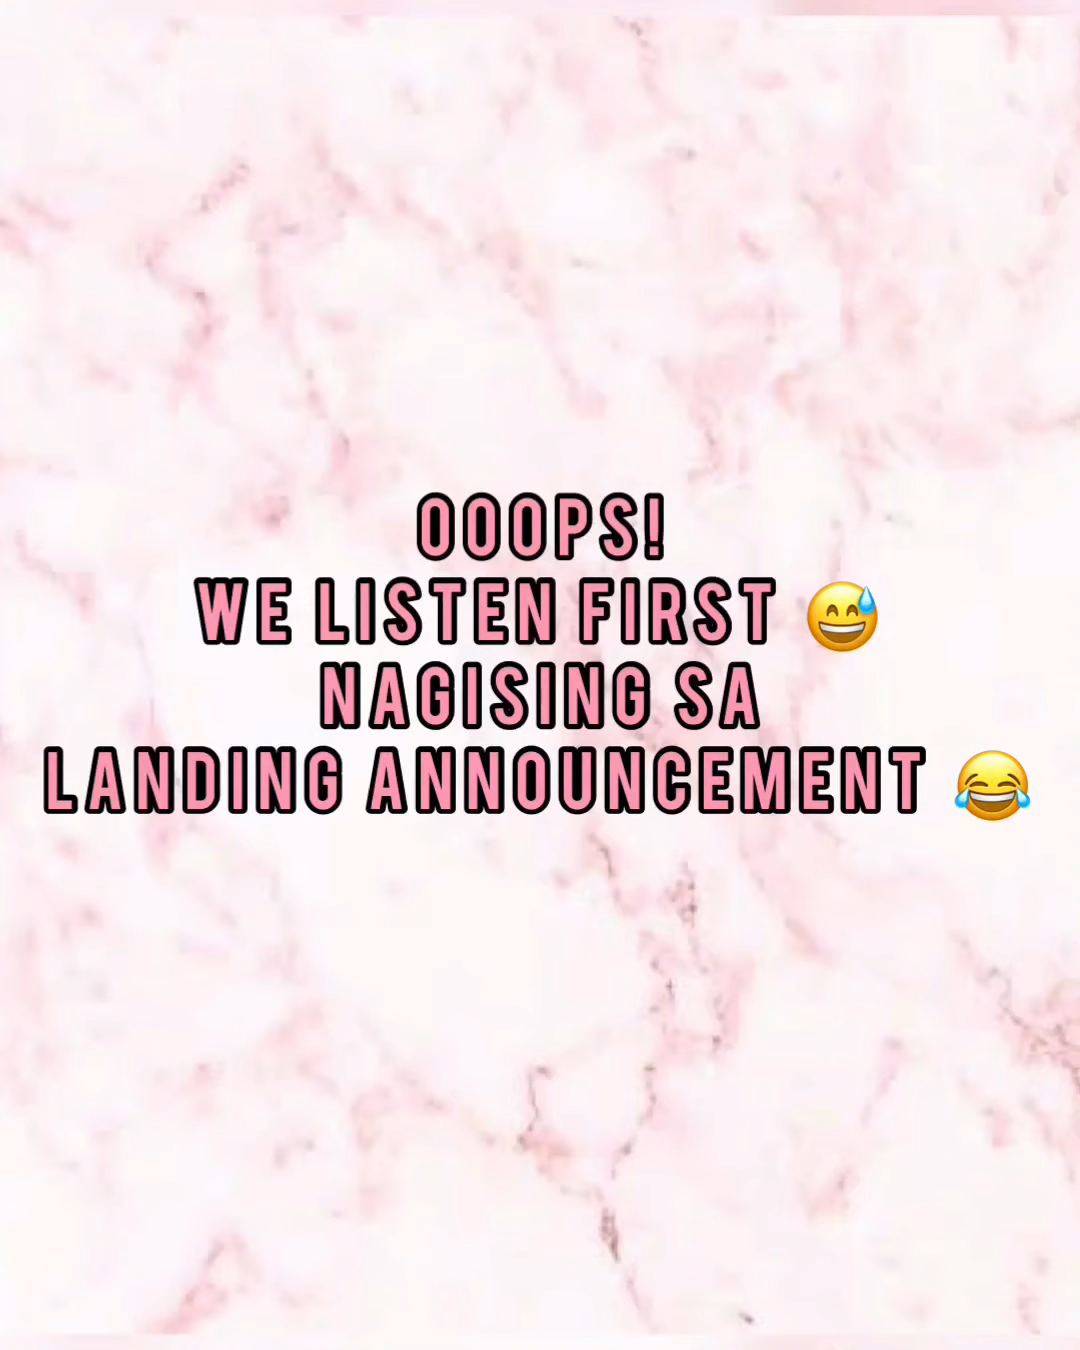 OOOPS!
WE LISTEN FIRST 😅
NAGISING SA
LANDING ANNOUNCEMENT 😂